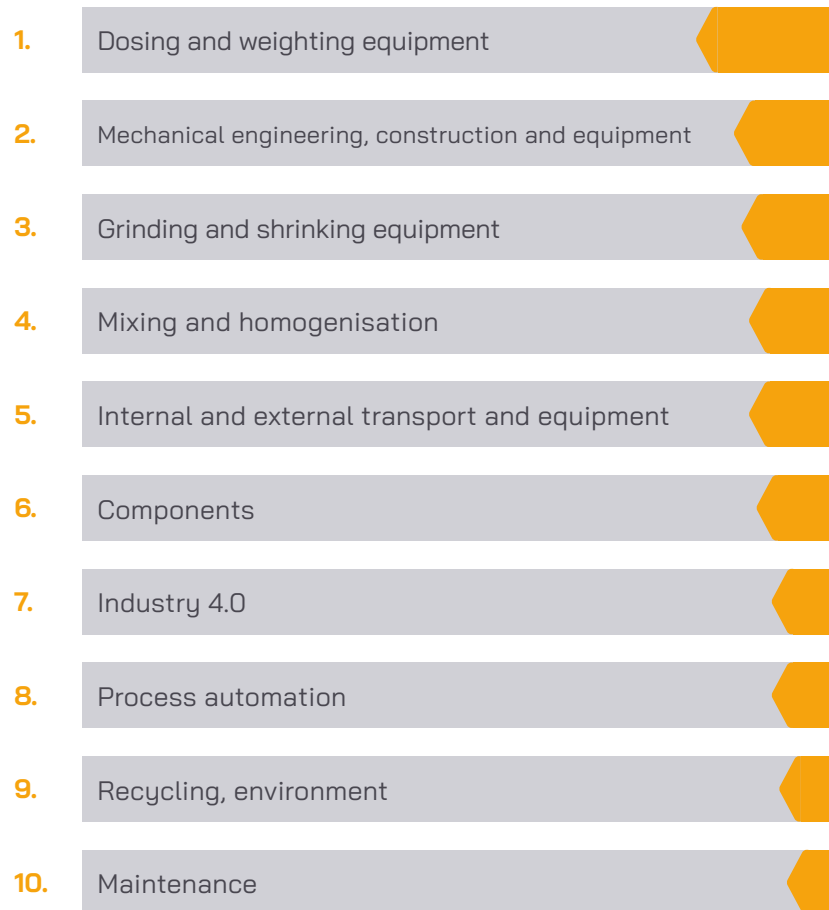 1. Dosing and weighting equipment
2. Mechanical engineering, construction and equipment
3. Grinding and shrinking equipment
4. Mixing and homogenisation
5. Internal and external transport and equipment
6. Components
7. Industry 4.0
8. Process automation
9. Recycling, environment
10. Maintenance